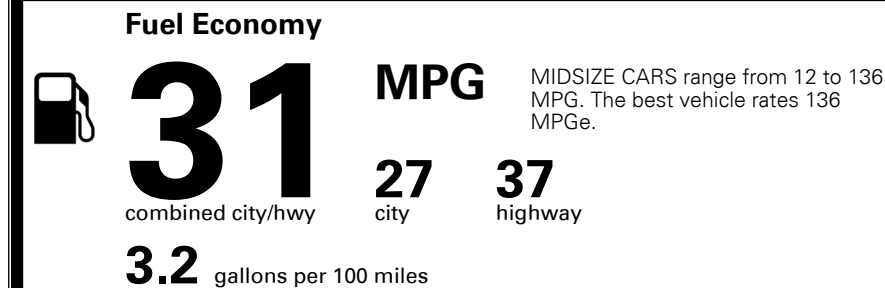 Fuel Economy
31 MPG
MIDSIZE CARS range from 12 to 136
MPG. The best vehicle rates 136
MPGe.
27 37
combined city/hwy city highway
3.2 gallons per 100 miles